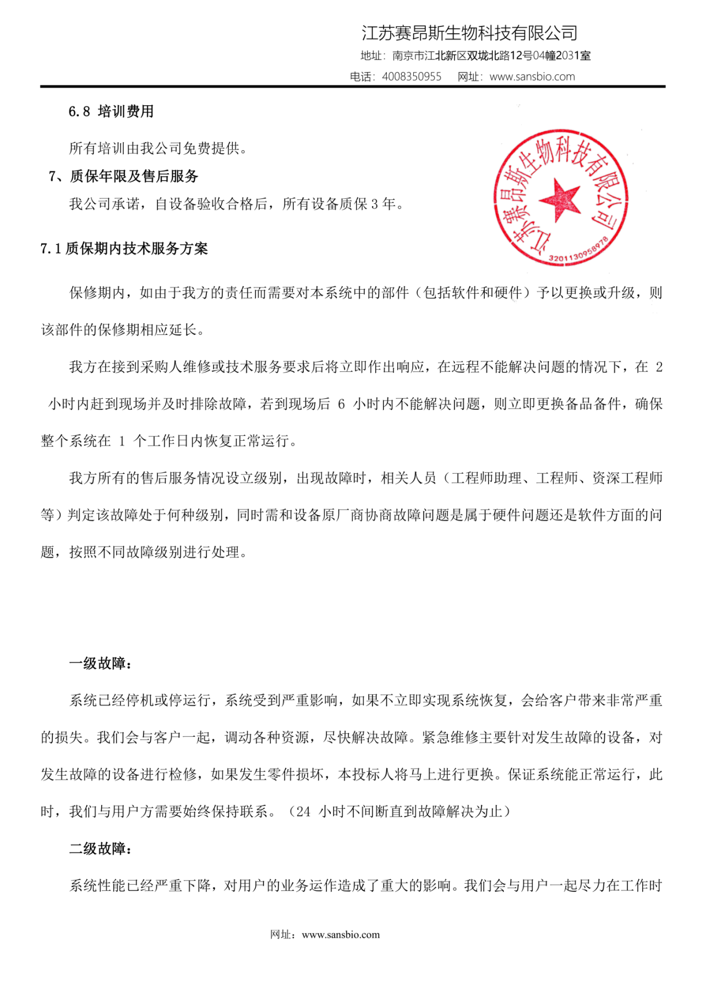 江苏赛昂斯生物科技有限公司
地址：南京市江北新区双垅北路12号04幢2031室
电话：4008350955 网址：www.sansbio.com
6.8 培训费用
所有培训由我公司免费提供。
7、质保年限及售后服务
我公司承诺，自设备验收合格后，所有设备质保 3 年。
江苏赛昂斯生物科技有限公司
3201130958978
7.1 质保期内技术服务方案
保修期内，如由于我方的责任而需要对本系统中的部件（包括软件和硬件）予以更换或升级，则
该部件的保修期相应延长。
我方在接到采购人维修或技术服务要求后将立即作出响应，在远程不能解决问题的情况下，在 2
小时内赶到现场并及时排除故障，若到现场后 6 小时内不能解决问题，则立即更换备品备件，确保
整个系统在 1 个工作日内恢复正常运行。
我方所有的售后服务情况设立级别，出现故障时，相关人员（工程师助理、工程师、资深工程师
等）判定该故障处于何种级别，同时需和设备原厂商协商故障问题是属于硬件问题还是软件方面的问
题，按照不同故障级别进行处理。
一级故障：
系统已经停机或停运行，系统受到严重影响，如果不立即实现系统恢复，会给客户带来非常严重
的损失。我们会与客户一起，调动各种资源，尽快解决故障。紧急维修主要针对发生故障的设备，对
发生故障的设备进行检修，如果发生零件损坏，本投标人将马上进行更换。保证系统能正常运行，此
时，我们与用户方需要始终保持联系。（24 小时不间断直到故障解决为止）
二级故障：
系统性能已经严重下降，对用户的业务运作造成了重大的影响。我们会与用户一起尽力在工作时
网址：www.sansbio.com